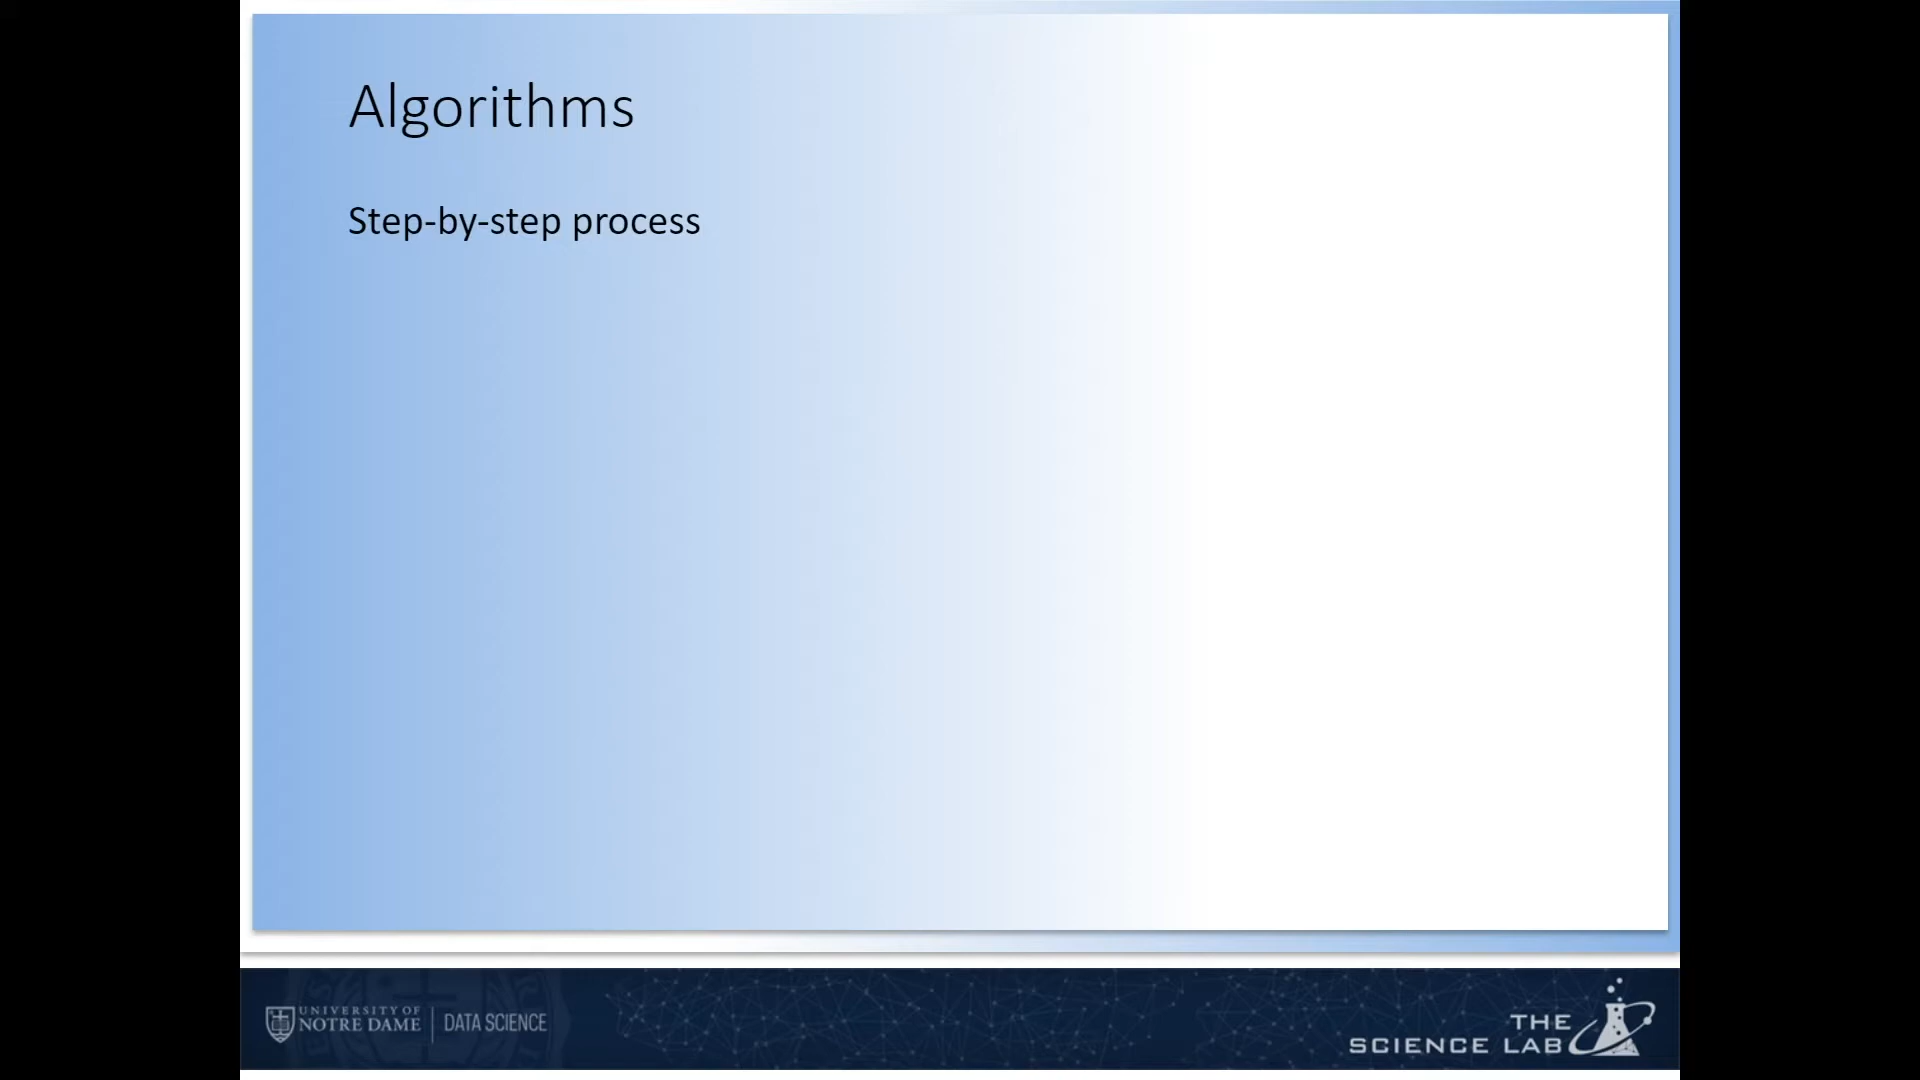 Algorithms
Step-by-step process
UNIVERSITY OF
NOTRE DAME
DATA SCIENCE
THE
SCIENCE LAB